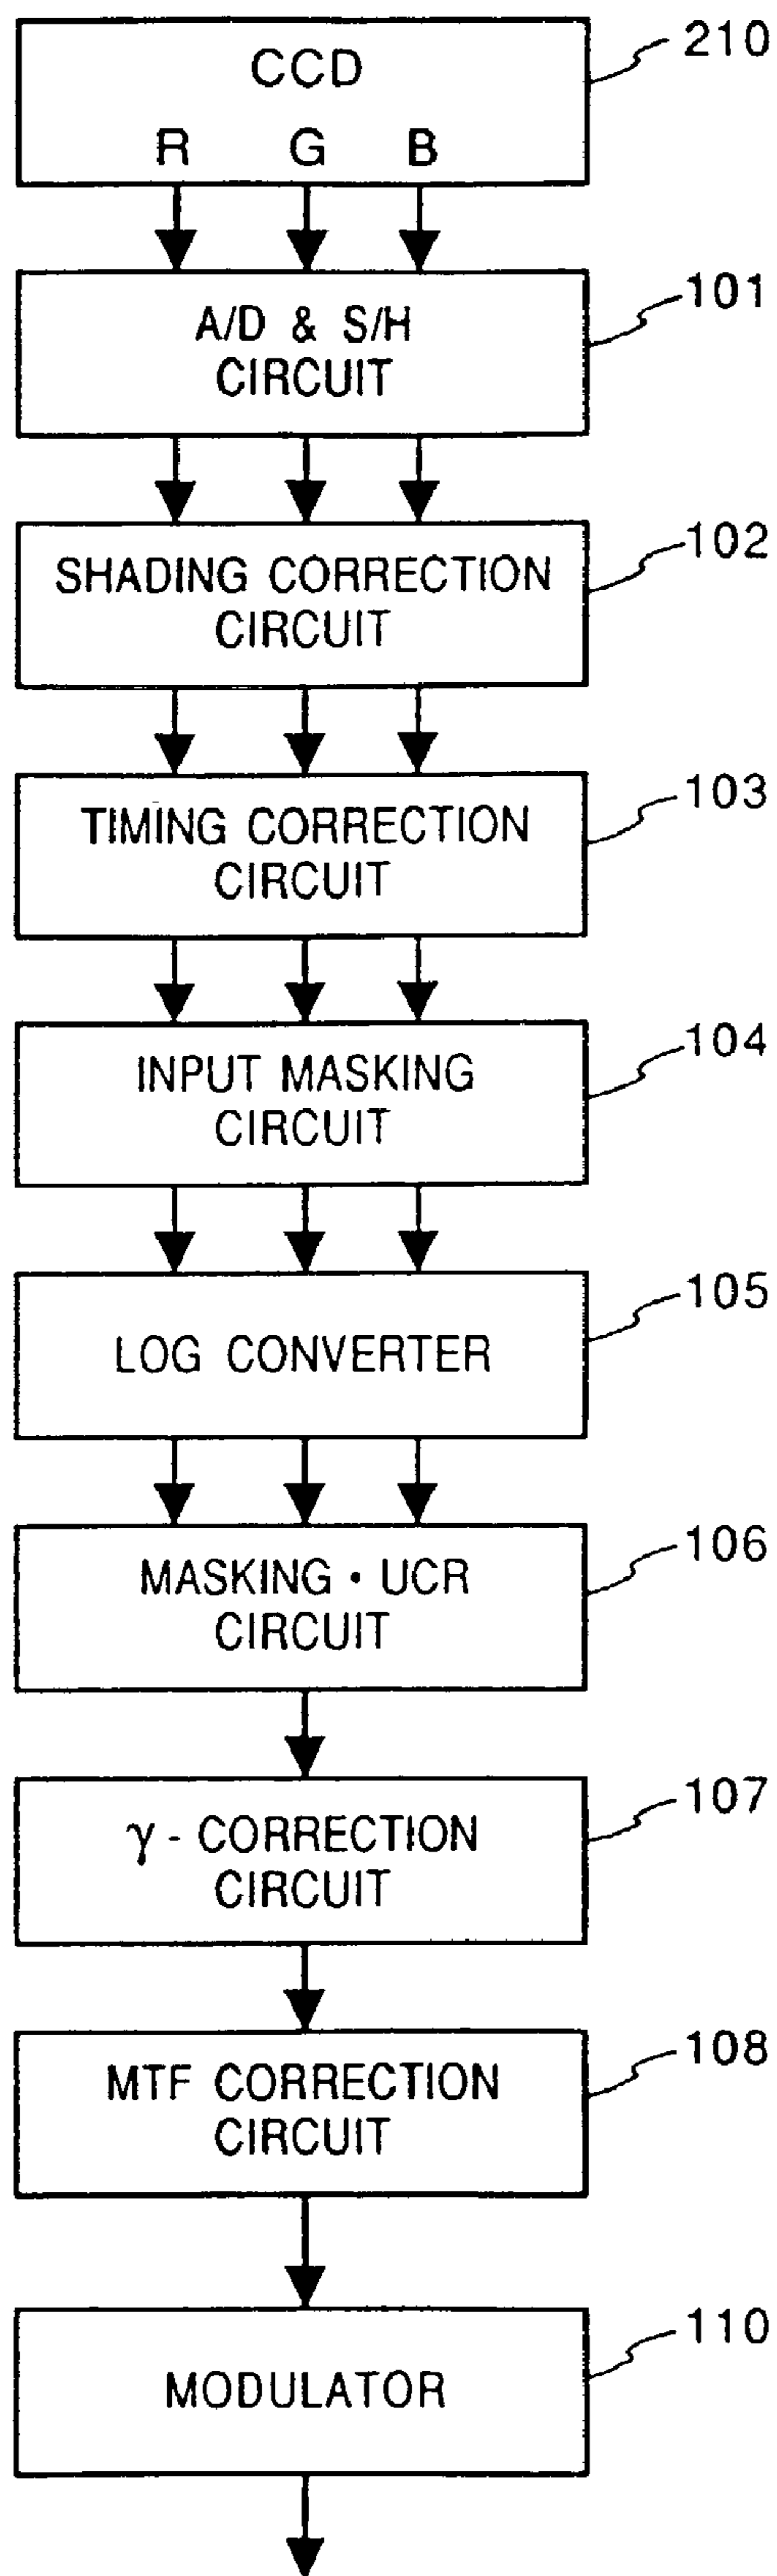 CCD
210
R G B
A/D & S/H
CIRCUIT
101
SHADING CORRECTION
CIRCUIT
102
TIMING CORRECTION
CIRCUIT
103
INPUT MASKING
CIRCUIT
104
LOG CONVERTER
105
MASKING・UCR
CIRCUIT
106
γ - CORRECTION
CIRCUIT
107
MTF CORRECTION
CIRCUIT
108
MODULATOR
110